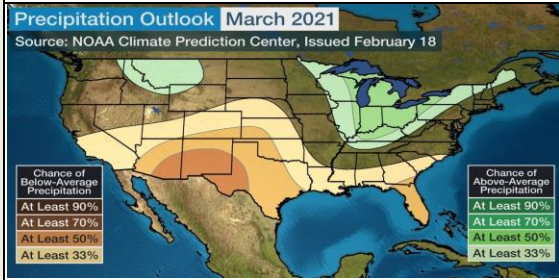 Precipitation Outlook March 2021
Source: NOAA Climate Prediction Center, Issued February 18
Chance of
Below-Average
Precipitation
At Least 90%
At Least 70%
At Least 50%
At Least 33%
Chance of
Above-Average
Precipitation
At Least 90%
At Least 70%
At Least 50%
At Least 33%